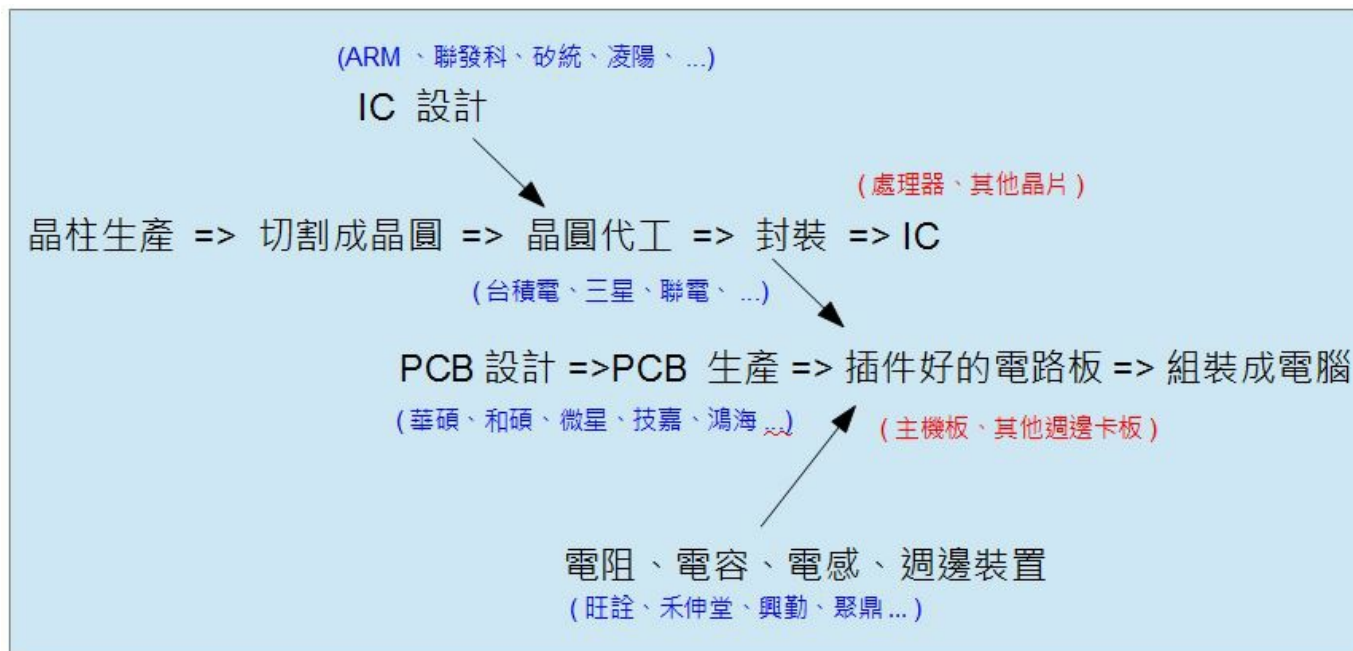 (ARM 、聯發科、矽統、凌陽、 ...)
IC 設計
( 處理器、其他晶片 )
晶柱生產 => 切割成晶圓 => 晶圓代工 => 封裝 => IC
( 台積電、三星、聯電、 ...)
PCB 設計 =>PCB 生產 => 插件好的電路板 => 組裝成電腦
( 華碩、和碩、微星、技嘉、鴻海 ...)
( 主機板、其他週邊卡板 )
電阻、電容、電感、週邊裝置
( 旺詮、禾伸堂、興勤、聚鼎 ... )